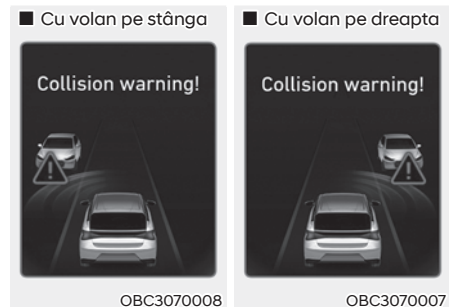 ■ Cu volan pe stânga
Collision warning!
OBC3070008
■ Cu volan pe dreapta
Collision warning!
OBC3070007